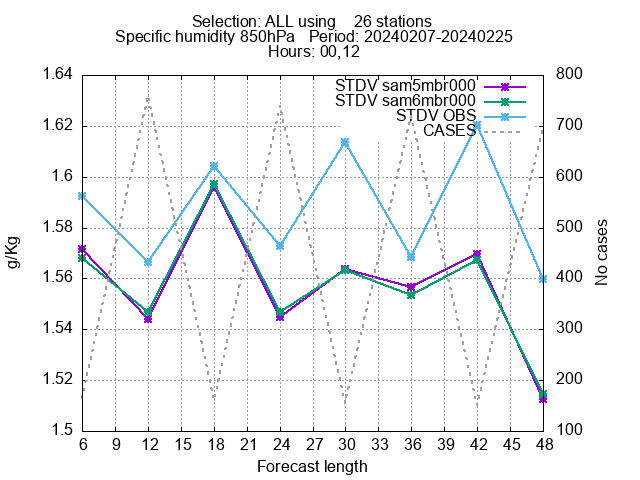 Selection: ALL using    26 stations
Specific humidity 850hPa   Period: 20240207-20240225
Hours: 00,12
STDV sam5mbr000
STDV sam6mbr000
STDV OBS
CASES
1.64
1.62
1.6
1.58
1.56
1.54
1.52
1.5
g/Kg
800
700
600
500
400
300
200
100
No cases
6 9 12 15 18 21 24 27 30 33 36 39 42 45 48
Forecast length